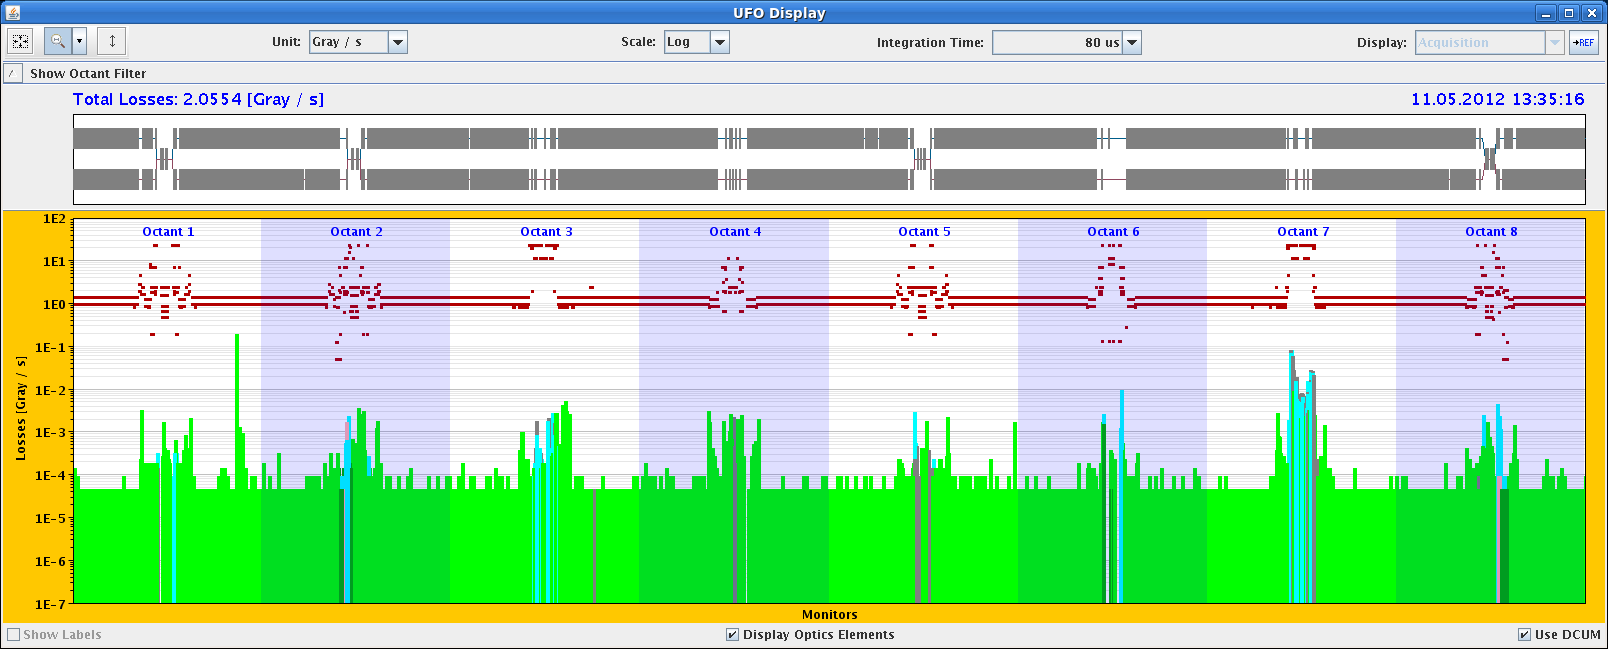 UFO Display
Unit: Gray / s Scale: Log Integration Time: 80 us Display: Acquisition →REF
Show Octant Filter
Total Losses: 2.0554 [Gray / s] 11.05.2012 13:35:16
1E2
Octant 1 Octant 2 Octant 3 Octant 4 Octant 5 Octant 6 Octant 7 Octant 8
1E1
1E0
1E-1
1E-2
1E-3
1E-4
1E-5
1E-6
1E-7
Losses [Gray / s]
Monitors
Show Labels Display Optics Elements Use DCUM